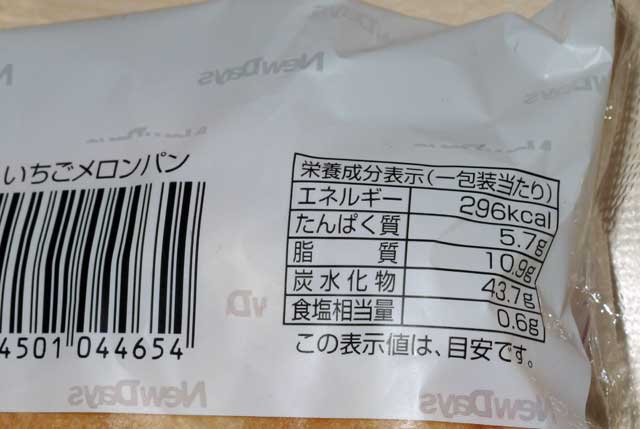 NewDays
いちごメロンパン
4501 044654
栄養成分表示(一包装当たり)
エネルギー 296kcal
たんぱく質 5.7g
脂質 10.9g
炭水化物 43.7g
食塩相当量 0.6g
この表示値は、目安です。
NewDays
NewDays